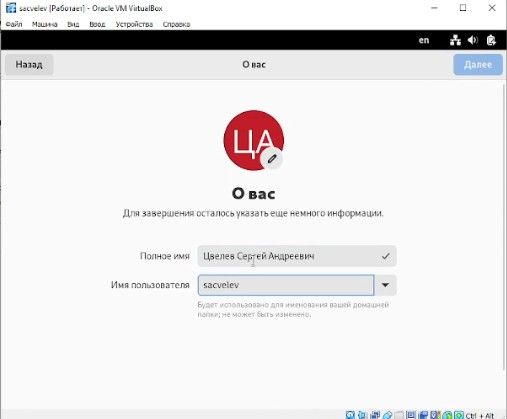 sacvelev [Работает] - Oracle VM VirtualBox
Файл Машина Вид Ввод Устройства Справка
en
Назад О вас Далее
ЦА
О вас
Для завершения осталось указать еще немного информации.
Полное имя Цвелев Сергей Андреевич
Имя пользователя sacvelev
Будет использовано для именования вашей домашней
папки; не может быть изменено.
Ctrl + Alt